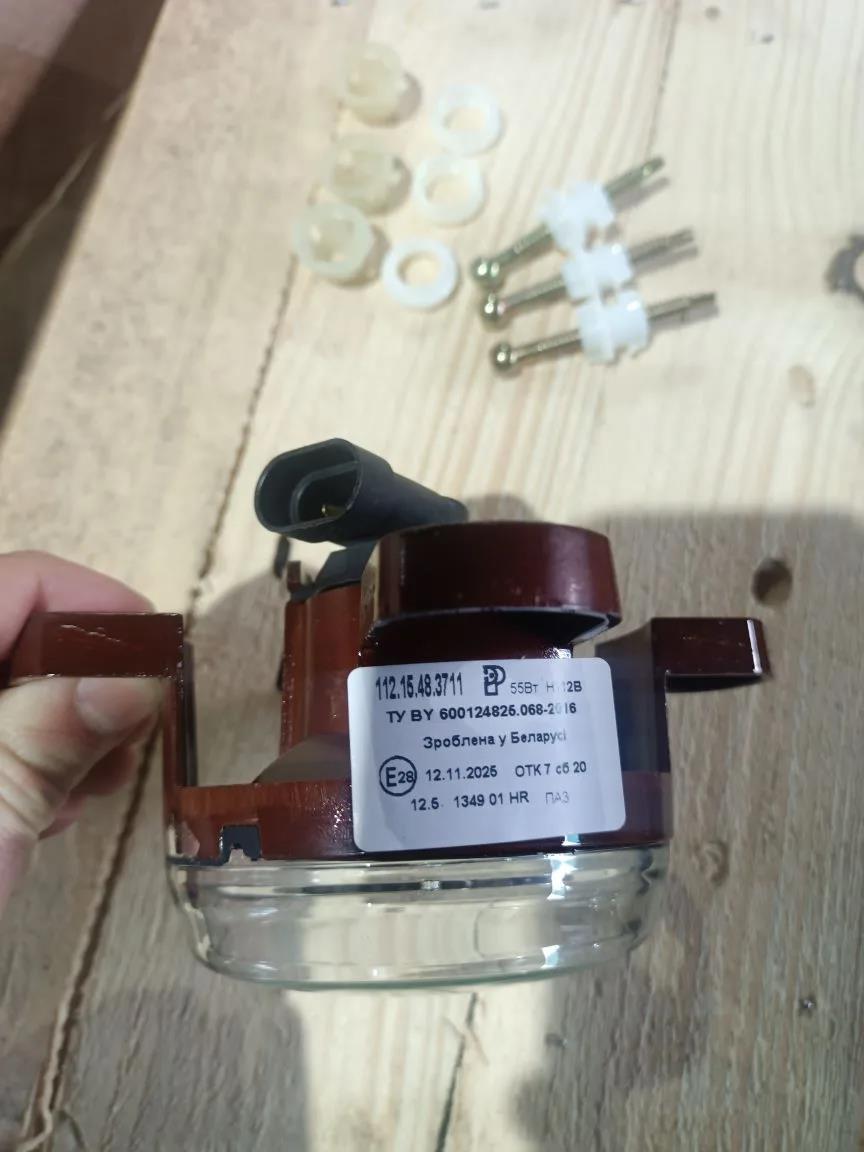 112.15.48.3711 55Вт H 12В
ТУ BY 600124825.068-2016
Зроблена у Беларусі
E28 12.11.2025 ОТК 7 сб 20
12.5 1349 01 HR ПАЗ